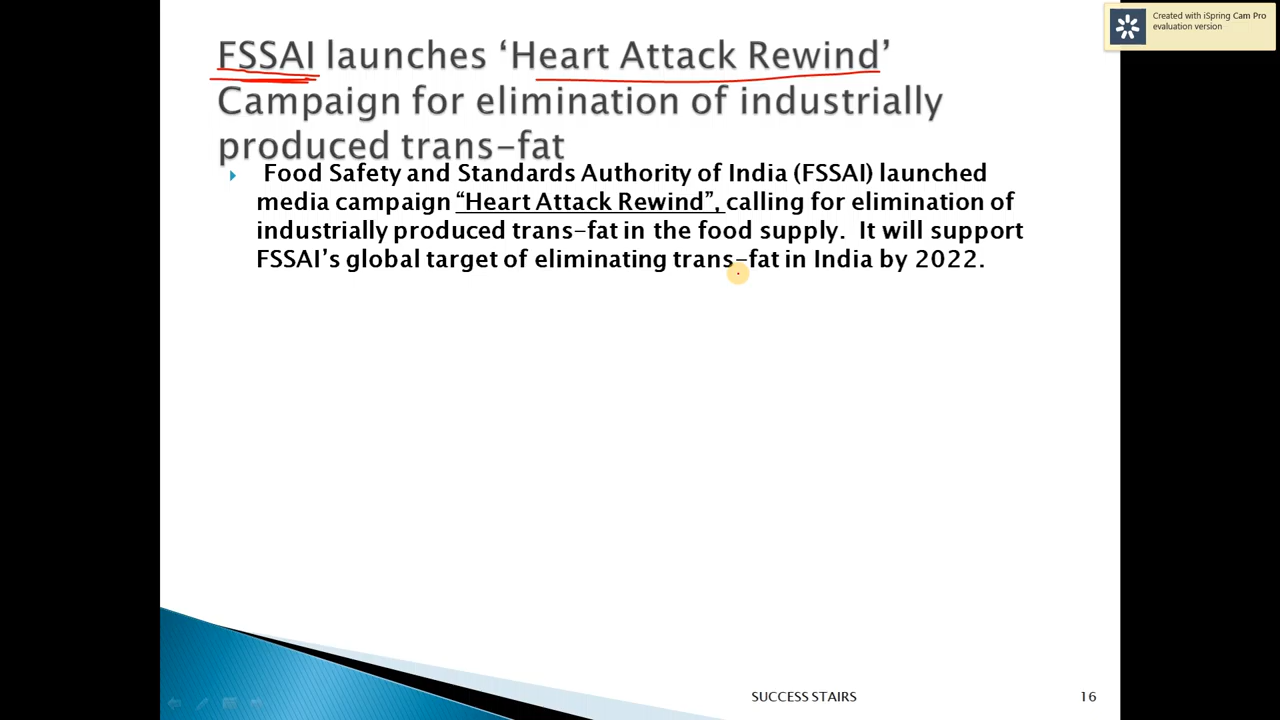 Created with iSpring Cam Pro
evaluation version
FSSAI launches ‘Heart Attack Rewind’
Campaign for elimination of industrially
produced trans-fat
Food Safety and Standards Authority of India (FSSAI) launched
media campaign “Heart Attack Rewind”, calling for elimination of
industrially produced trans-fat in the food supply. It will support
FSSAI’s global target of eliminating trans-fat in India by 2022.
SUCCESS STAIRS
16